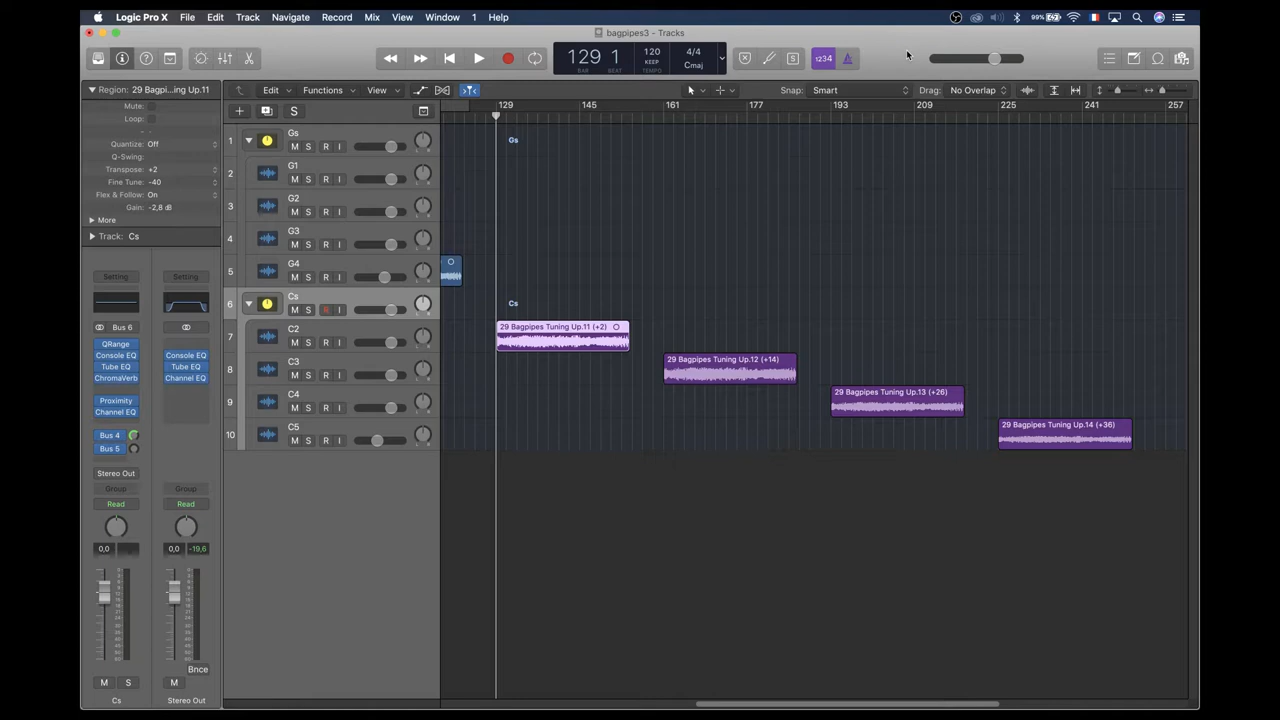 Logic Pro X File Edit Track Navigate Record Mix View Window 1 Help 99%
bagpipes3 - Tracks
129 1 120 4/4
KEEP Cmaj
BAR BEAT TEMPO
S 1234
Region: 29 Bagpi...ing Up.11
Edit Functions View Snap: Smart Drag: No Overlap
Mute:
Loop:
Quantize: Off
Q-Swing:
Transpose: +2
Fine Tune: -40
Flex & Follow: On
Gain: -2,8 dB
More
Track: Cs
S
129 145 161 177 193 209 225 241 257
1 Gs
M S L R
Gs
2 G1
M S R I L R
3 G2
M S R I L R
4 G3
M S R I L R
5 G4
M S R I L R
6 Cs
M S R I L R
Cs
7 C2
M S R I L R
29 Bagpipes Tuning Up.11 (+2)
8 C3
M S R I L R
29 Bagpipes Tuning Up.12 (+14)
9 C4
M S R I L R
29 Bagpipes Tuning Up.13 (+26)
10 C5
M S R I L R
29 Bagpipes Tuning Up.14 (+36)
Setting Setting
Bus 6
QRange
Console EQ Console EQ
Tube EQ Tube EQ
ChromaVerb Channel EQ
Proximity
Channel EQ
Bus 4
Bus 5
Stereo Out
Group Group
Read Read
0,0 0,0 -19,6
Bnce
M S M
Cs Stereo Out